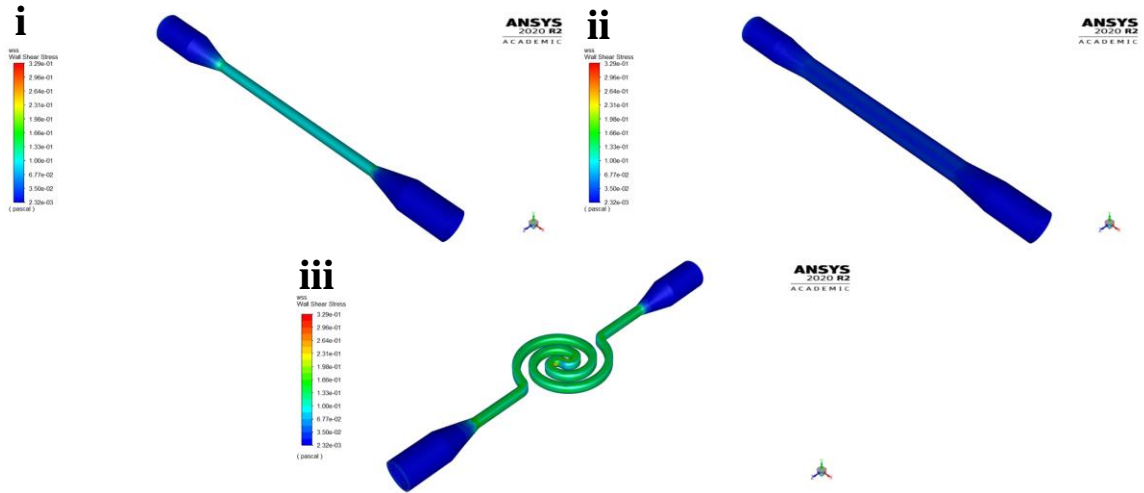 i
ANSYS
2020 R2
ACADEMIC
wss
Wall Shear Stress
3.29e-01
2.96e-01
2.64e-01
2.31e-01
1.98e-01
1.66e-01
1.33e-01
1.00e-01
6.77e-02
3.50e-02
2.32e-03
( pascal )
ii
ANSYS
2020 R2
ACADEMIC
wss
Wall Shear Stress
3.29e-01
2.96e-01
2.64e-01
2.31e-01
1.98e-01
1.66e-01
1.33e-01
1.00e-01
6.77e-02
3.50e-02
2.32e-03
( pascal )
iii
ANSYS
2020 R2
ACADEMIC
wss
Wall Shear Stress
3.29e-01
2.96e-01
2.64e-01
2.31e-01
1.98e-01
1.66e-01
1.33e-01
1.00e-01
6.77e-02
3.50e-02
2.32e-03
( pascal )